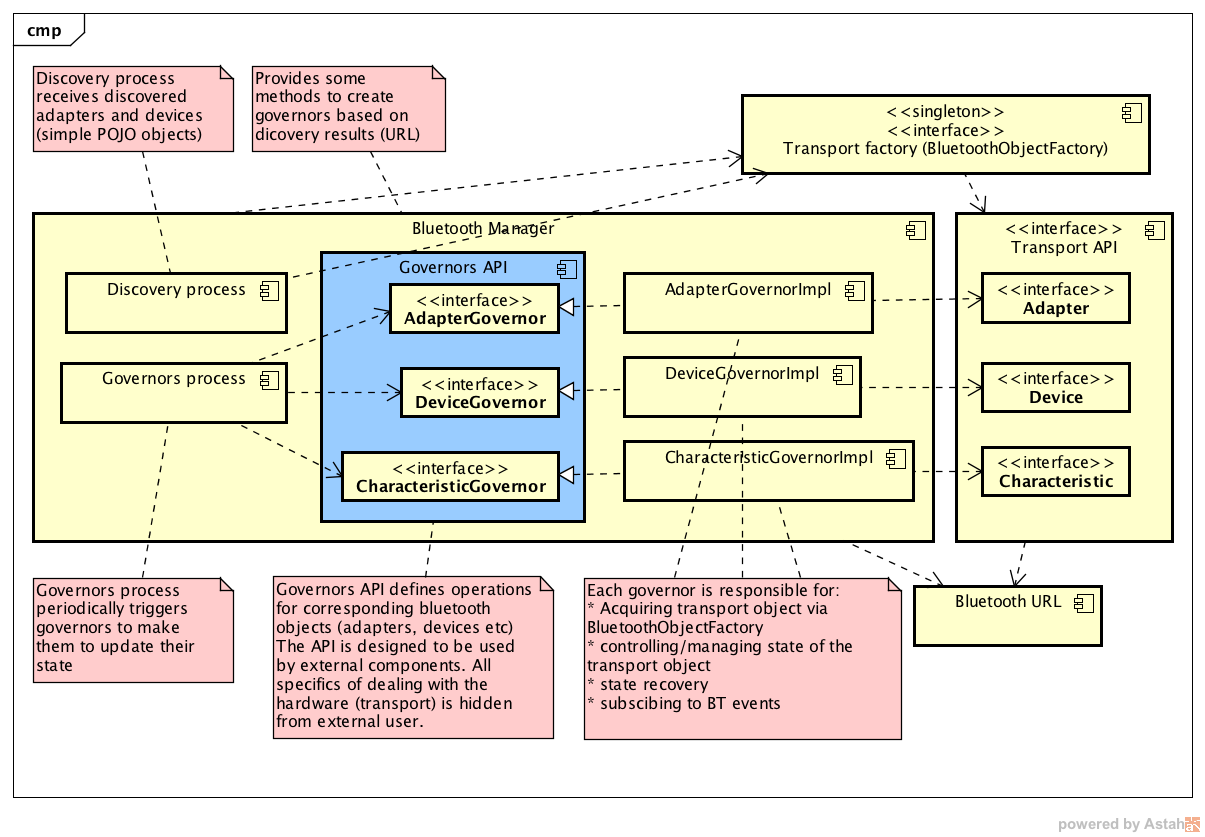 cmp
Discovery process
receives discovered
adapters and devices
(simple POJO objects)
Provides some
methods to create
governors based on
dicovery results (URL)
<<singleton>>
<<interface>>
Transport factory (BluetoothObjectFactory)
Bluetooth Manager
<<interface>>
Transport API
Governors API
Discovery process
<<interface>>
AdapterGovernor
AdapterGovernorImpl
<<interface>>
Adapter
Governors process
<<interface>>
DeviceGovernor
DeviceGovernorImpl
<<interface>>
Device
<<interface>>
CharacteristicGovernor
CharacteristicGovernorImpl
<<interface>>
Characteristic
Governors process
periodically triggers
governors to make
them to update their
state
Governors API defines operations
for corresponding bluetooth
objects (adapters, devices etc)
The API is designed to be used
by external components. All
specifics of dealing with the
hardware (transport) is hidden
from external user.
Each governor is responsible for:
* Acquiring transport object via
BluetoothObjectFactory
* controlling/managing state of the
transport object
* state recovery
* subscibing to BT events
Bluetooth URL
powered by Astah